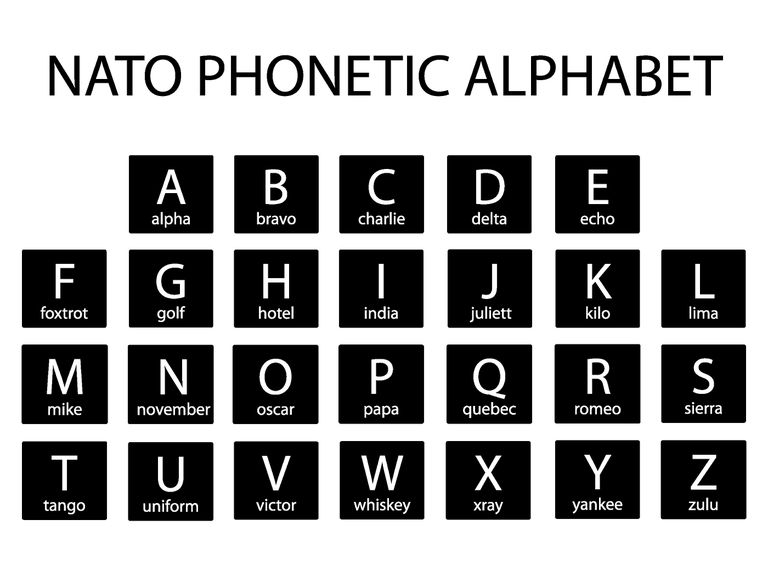 NATO PHONETIC ALPHABET
A B C D E
alpha bravo charlie delta echo
F G H I J K L
foxtrot golf hotel india juliett kilo lima
M N O P Q R S
mike november oscar papa quebec romeo sierra
T U V W X Y Z
tango uniform victor whiskey xray yankee zulu